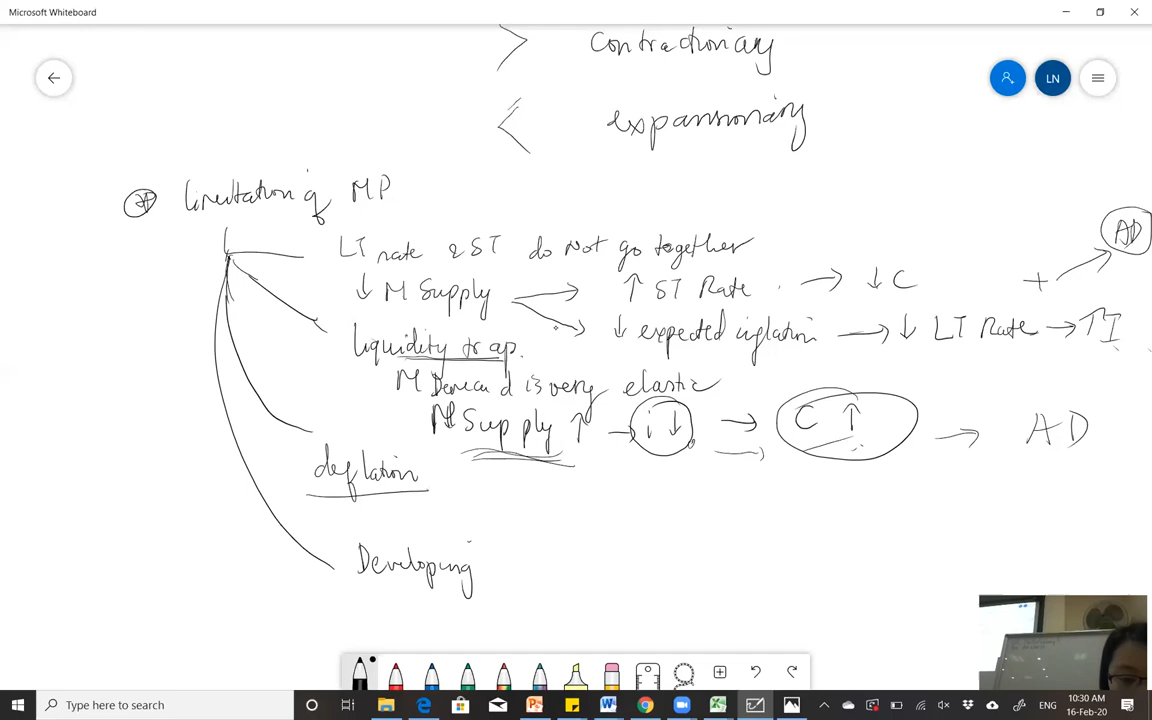 Microsoft Whiteboard
> Contractionary
< expansionary
LN
limitation of MP
LT rate & ST do not go together
↓ M Supply → ↑ ST Rate → ↓ C + AD
↓ expected inflation → ↓ LT Rate → ↑ I
liquidity trap.
M Demand is very elastic
M Supply ↑ → i ↓ → C ↑ → AD
deflation
Developing
Type here to search
ENG
10:30 AM
16-Feb-20